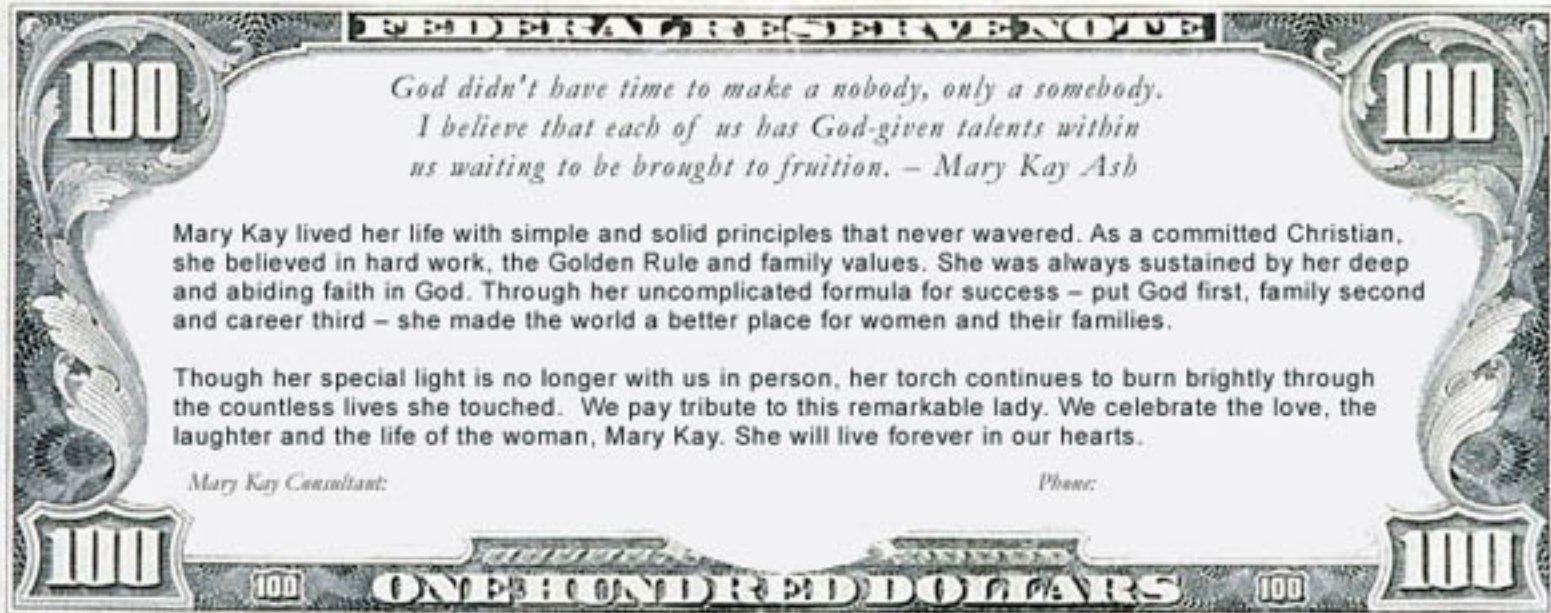 FEDERAL RESERVE NOTE
100
100
God didn't have time to make a nobody, only a somebody.
I believe that each of us has God-given talents within
us waiting to be brought to fruition. – Mary Kay Ash
Mary Kay lived her life with simple and solid principles that never wavered. As a committed Christian,
she believed in hard work, the Golden Rule and family values. She was always sustained by her deep
and abiding faith in God. Through her uncomplicated formula for success – put God first, family second
and career third – she made the world a better place for women and their families.
Though her special light is no longer with us in person, her torch continues to burn brightly through
the countless lives she touched.  We pay tribute to this remarkable lady. We celebrate the love, the
laughter and the life of the woman, Mary Kay. She will live forever in our hearts.
Mary Kay Consultant: Phone:
100
100
100 ONE HUNDRED DOLLARS 100